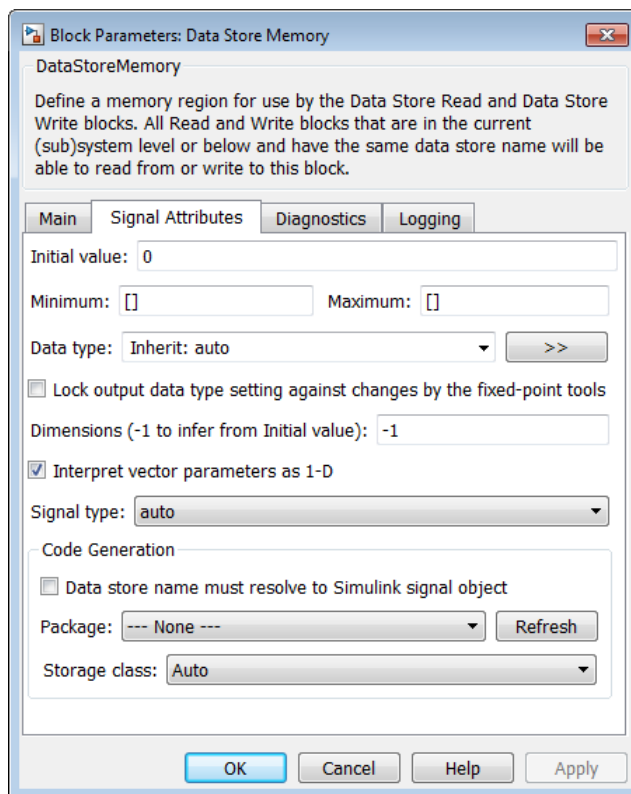 Block Parameters: Data Store Memory
DataStoreMemory
Define a memory region for use by the Data Store Read and Data Store
Write blocks. All Read and Write blocks that are in the current
(sub)system level or below and have the same data store name will be
able to read from or write to this block.
Main Signal Attributes Diagnostics Logging
Initial value: 0
Minimum: [] Maximum: []
Data type: Inherit: auto >>
Lock output data type setting against changes by the fixed-point tools
Dimensions (-1 to infer from Initial value): -1
Interpret vector parameters as 1-D
Signal type: auto
Code Generation
Data store name must resolve to Simulink signal object
Package: --- None --- Refresh
Storage class: Auto
OK Cancel Help Apply